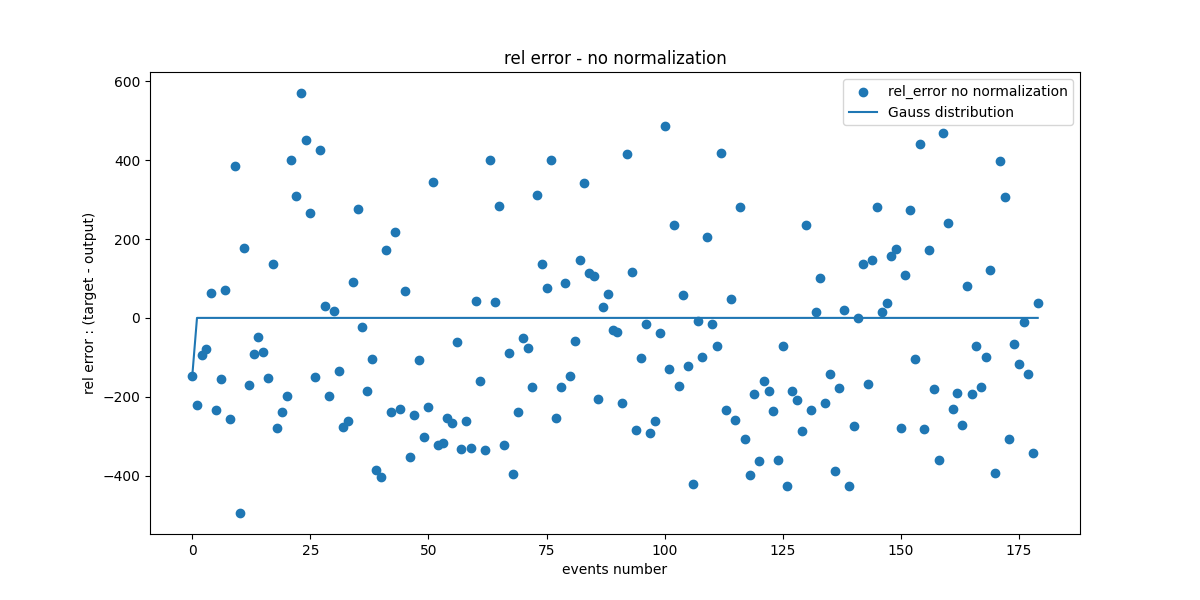 rel error - no normalization
rel_error no normalization
Gauss distribution
rel error : (target - output)
600
400
200
0
−200
−400
0 25 50 75 100 125 150 175
events number